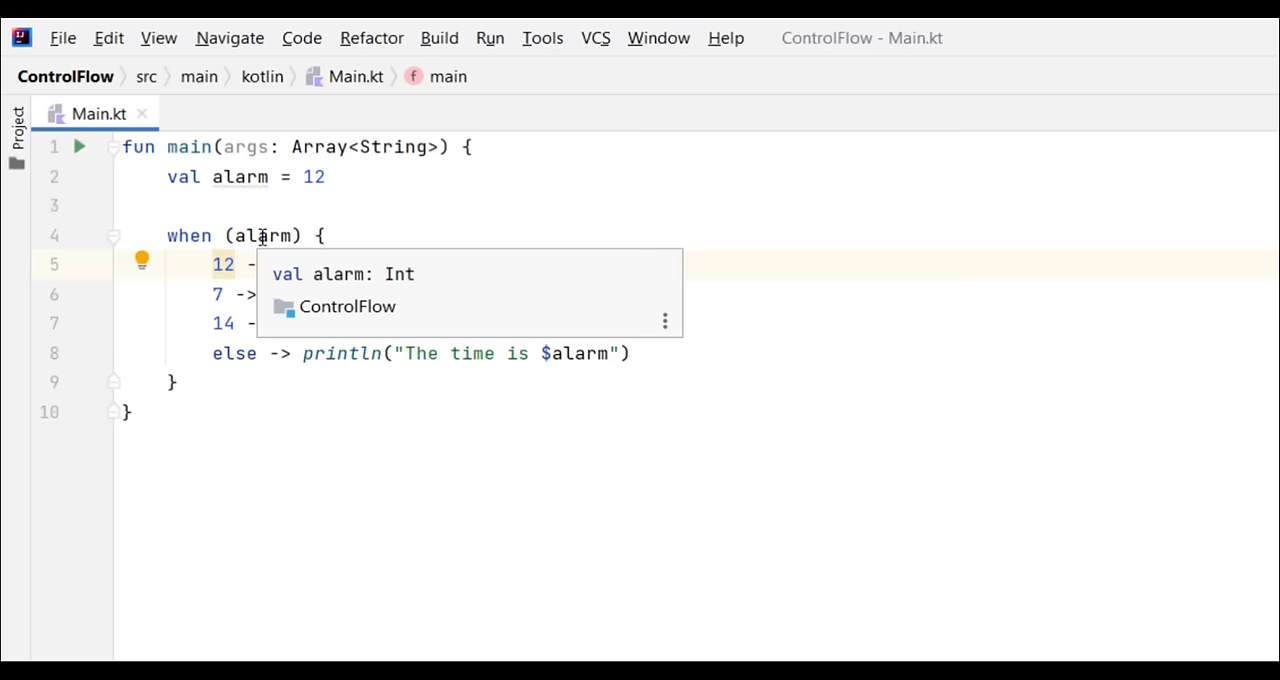 File Edit View Navigate Code Refactor Build Run Tools VCS Window Help ControlFlow - Main.kt
ControlFlow src main kotlin Main.kt f main
Project
Main.kt
1 fun main(args: Array<String>) {
2 val alarm = 12
3
4 when (alarm) {
5 12 -
6 7 ->
7 14 -
val alarm: Int
ControlFlow
8 else -> println("The time is $alarm")
9 }
10 }